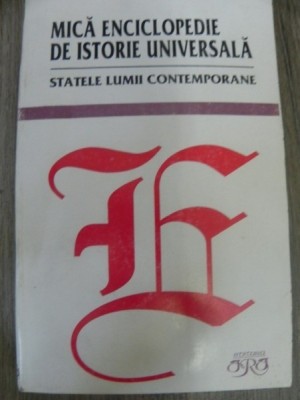 MICĂ ENCICLOPEDIE
DE ISTORIE UNIVERSALĂ
STATELE LUMII CONTEMPORANE
E